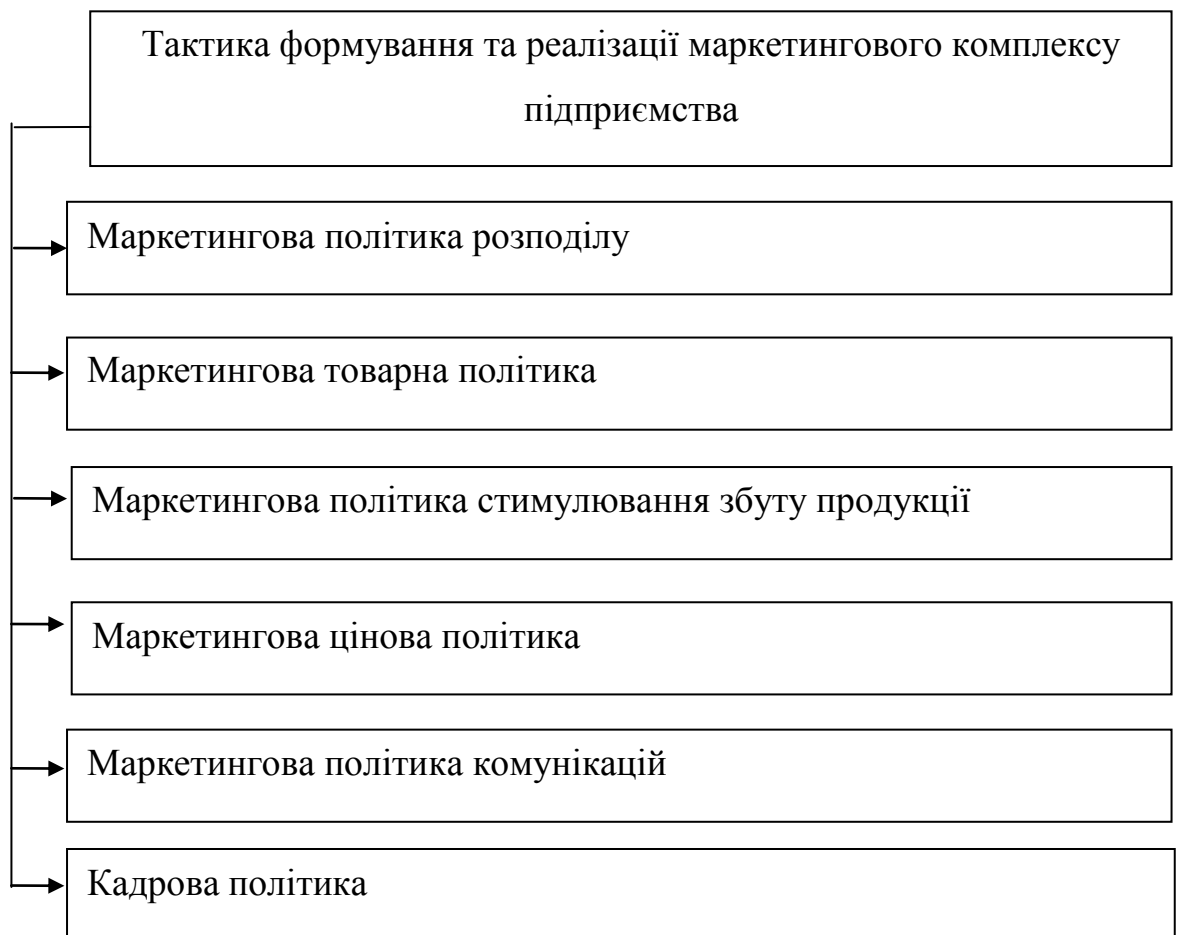 Тактика формування та реалізації маркетингового комплексу
підприємства
Маркетингова політика розподілу
Маркетингова товарна політика
Маркетингова політика стимулювання збуту продукції
Маркетингова цінова політика
Маркетингова політика комунікацій
Кадрова політика